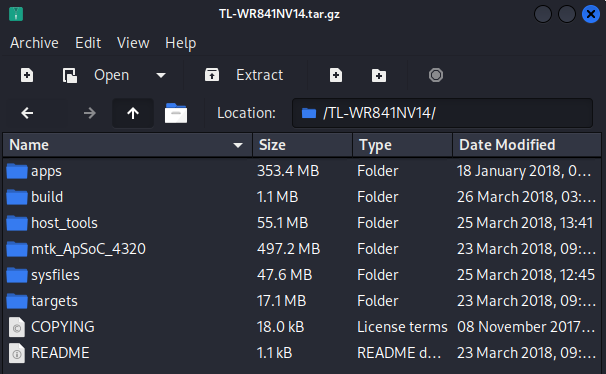 TL-WR841NV14.tar.gz
Archive Edit View Help
Open Extract
Location: /TL-WR841NV14/
Name Size Type Date Modified
apps 353.4 MB Folder 18 January 2018, 0...
build 1.1 MB Folder 26 March 2018, 03:...
host_tools 55.1 MB Folder 25 March 2018, 13:41
mtk_ApSoC_4320 497.2 MB Folder 23 March 2018, 09:...
sysfiles 47.6 MB Folder 25 March 2018, 12:45
targets 17.1 MB Folder 23 March 2018, 09:...
COPYING 18.0 kB License terms 08 November 2017...
README 1.1 kB README d... 23 March 2018, 09:...